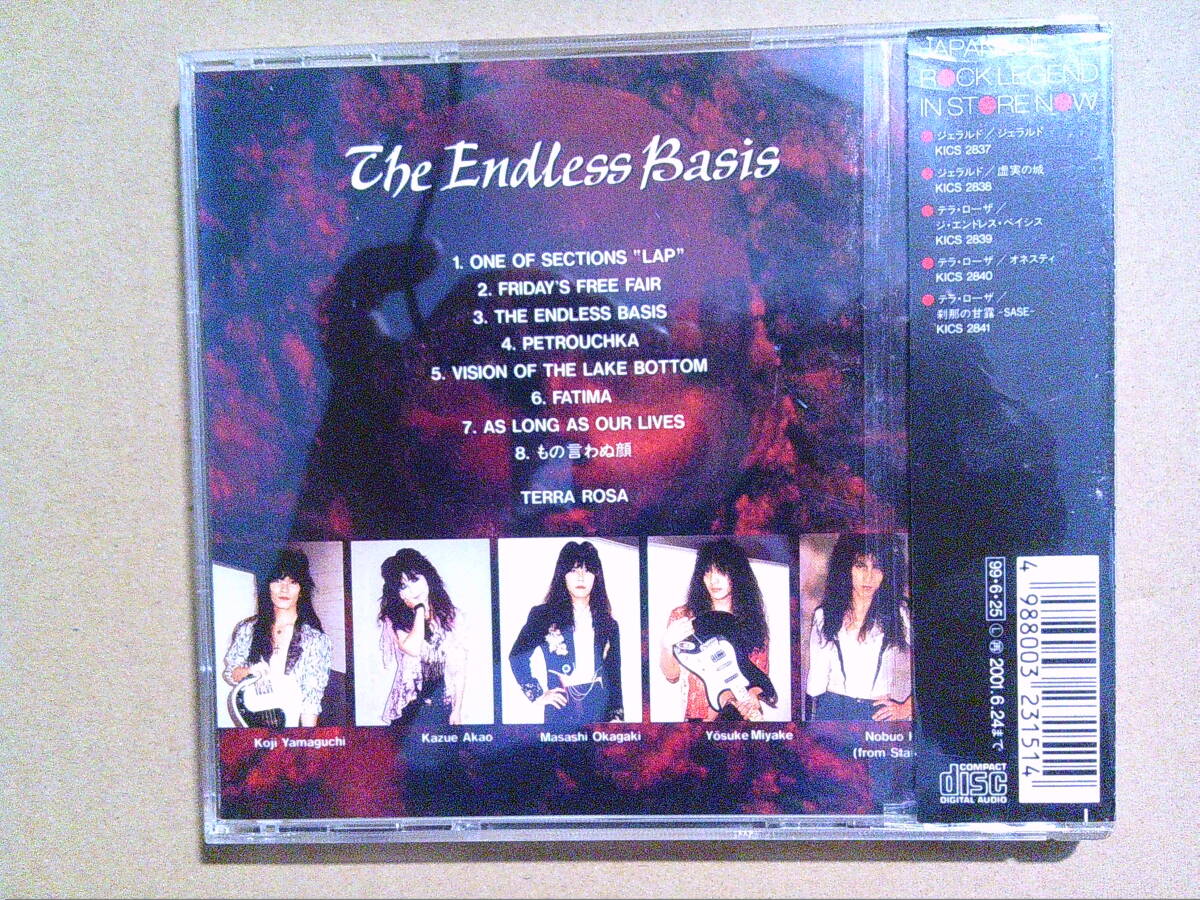 The Endless Basis
1. ONE OF SECTIONS "LAP"
2. FRIDAY'S FREE FAIR
3. THE ENDLESS BASIS
4. PETROUCHKA
5. VISION OF THE LAKE BOTTOM
6. FATIMA
7. AS LONG AS OUR LIVES
8. もの言わぬ顔
TERRA ROSA
Koji Yamaguchi
Kazue Akao
Masashi Okagaki
Yôsuke Miyake
Nobuo
(from
ROCK LEGEND
IN STORE NOW
ジェラルド／ジェラルド
KICS 2837
ジェラルド／虚実の城
KICS 2838
テラ・ローザ／
ジ・エンドレス・ベイシス
KICS 2839
テラ・ローザ／オネスティ
KICS 2840
テラ・ローザ／
刹那の甘露 -SASE-
KICS 2841
99・6・25 Ⓛ 2001.6.24まで
4 988003 231514
COMPACT
disc
DIGITAL AUDIO